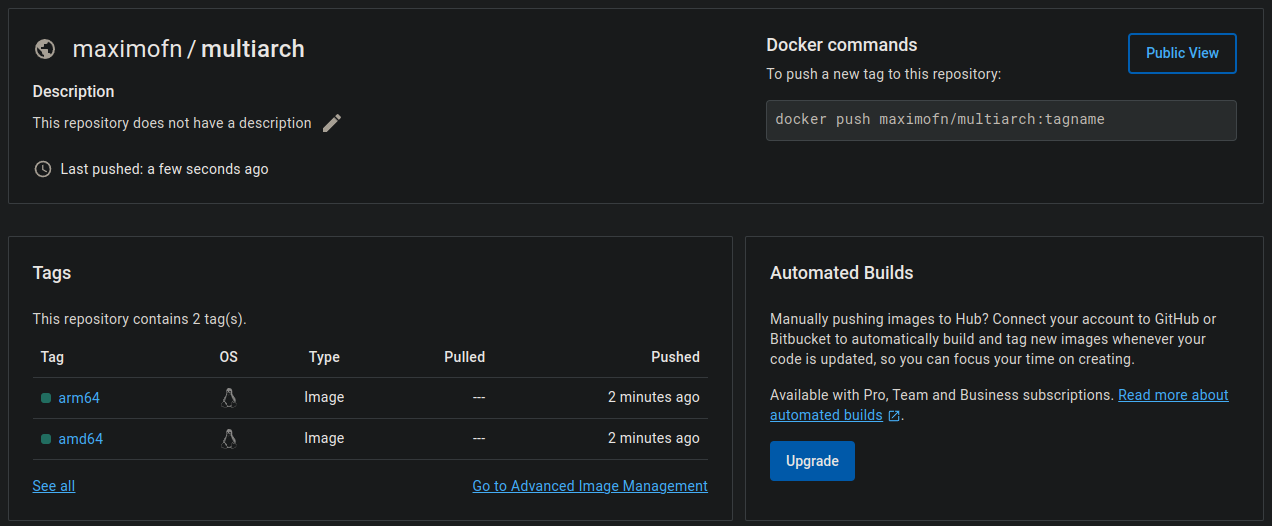 maximofn / multiarch
Description
This repository does not have a description
Last pushed: a few seconds ago
Docker commands
Public View
To push a new tag to this repository:
docker push maximofn/multiarch:tagname
Tags
This repository contains 2 tag(s).
Tag OS Type Pulled Pushed
arm64 Image --- 2 minutes ago
amd64 Image --- 2 minutes ago
See all Go to Advanced Image Management
Automated Builds
Manually pushing images to Hub? Connect your account to GitHub or
Bitbucket to automatically build and tag new images whenever your
code is updated, so you can focus your time on creating.
Available with Pro, Team and Business subscriptions. Read more about
automated builds .
Upgrade